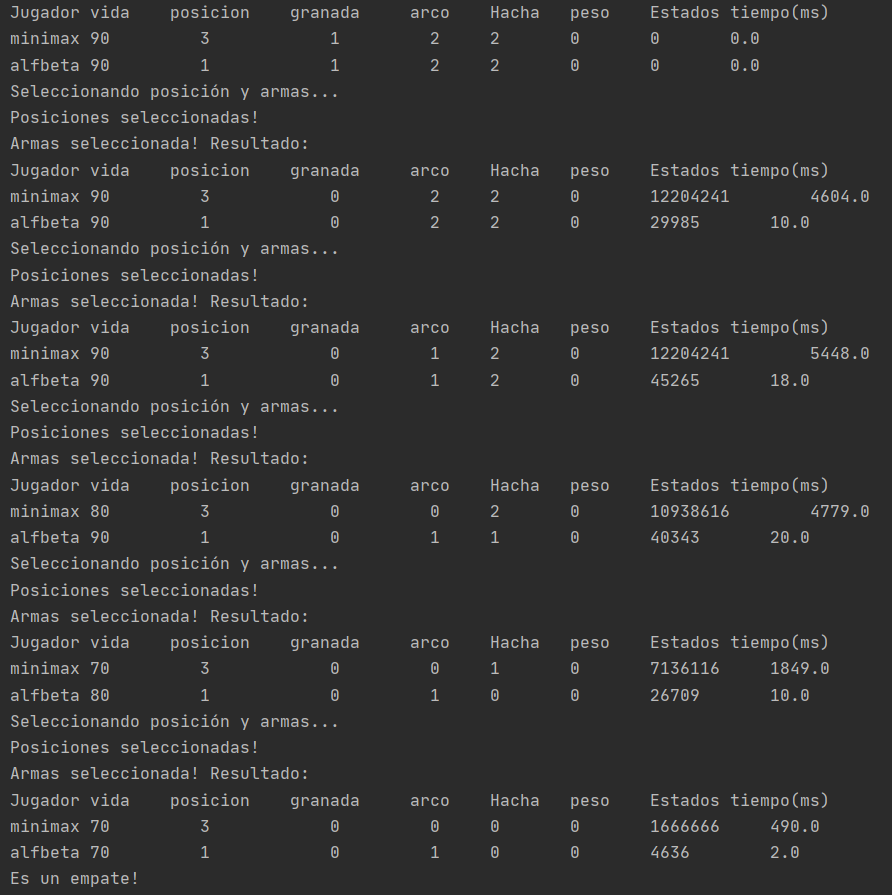 Jugador vida posicion granada arco Hacha peso Estados tiempo(ms)
minimax 90 3 1 2 2 0 0 0.0
alfbeta 90 1 1 2 2 0 0 0.0
Seleccionando posición y armas...
Posiciones seleccionadas!
Armas seleccionada! Resultado:
Jugador vida posicion granada arco Hacha peso Estados tiempo(ms)
minimax 90 3 0 2 2 0 12204241 4604.0
alfbeta 90 1 0 2 2 0 29985 10.0
Seleccionando posición y armas...
Posiciones seleccionadas!
Armas seleccionada! Resultado:
Jugador vida posicion granada arco Hacha peso Estados tiempo(ms)
minimax 90 3 0 1 2 0 12204241 5448.0
alfbeta 90 1 0 1 2 0 45265 18.0
Seleccionando posición y armas...
Posiciones seleccionadas!
Armas seleccionada! Resultado:
Jugador vida posicion granada arco Hacha peso Estados tiempo(ms)
minimax 80 3 0 0 2 0 10938616 4779.0
alfbeta 90 1 0 1 1 0 40343 20.0
Seleccionando posición y armas...
Posiciones seleccionadas!
Armas seleccionada! Resultado:
Jugador vida posicion granada arco Hacha peso Estados tiempo(ms)
minimax 70 3 0 0 1 0 7136116 1849.0
alfbeta 80 1 0 1 0 0 26709 10.0
Seleccionando posición y armas...
Posiciones seleccionadas!
Armas seleccionada! Resultado:
Jugador vida posicion granada arco Hacha peso Estados tiempo(ms)
minimax 70 3 0 0 0 0 1666666 490.0
alfbeta 70 1 0 1 0 0 4636 2.0
Es un empate!